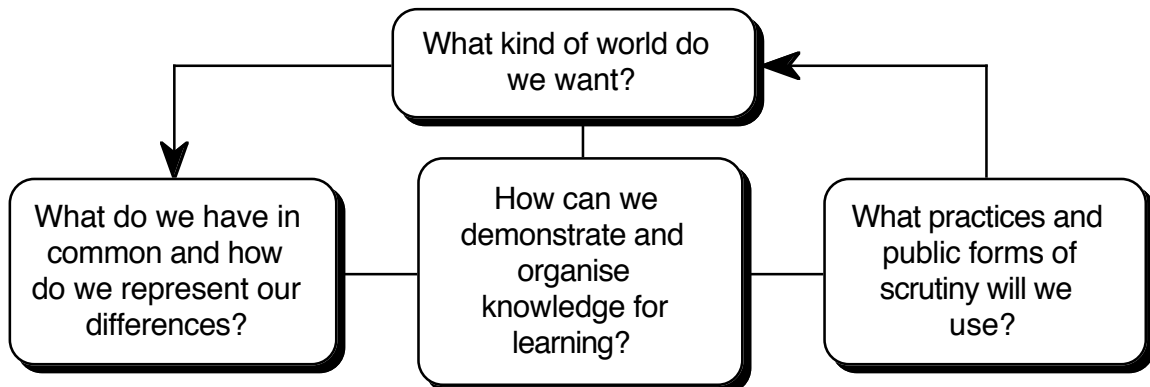 What kind of world do
we want?
What do we have in
common and how
do we represent our
differences?
How can we
demonstrate and
organise
knowledge for
learning?
What practices and
public forms of
scrutiny will we
use?